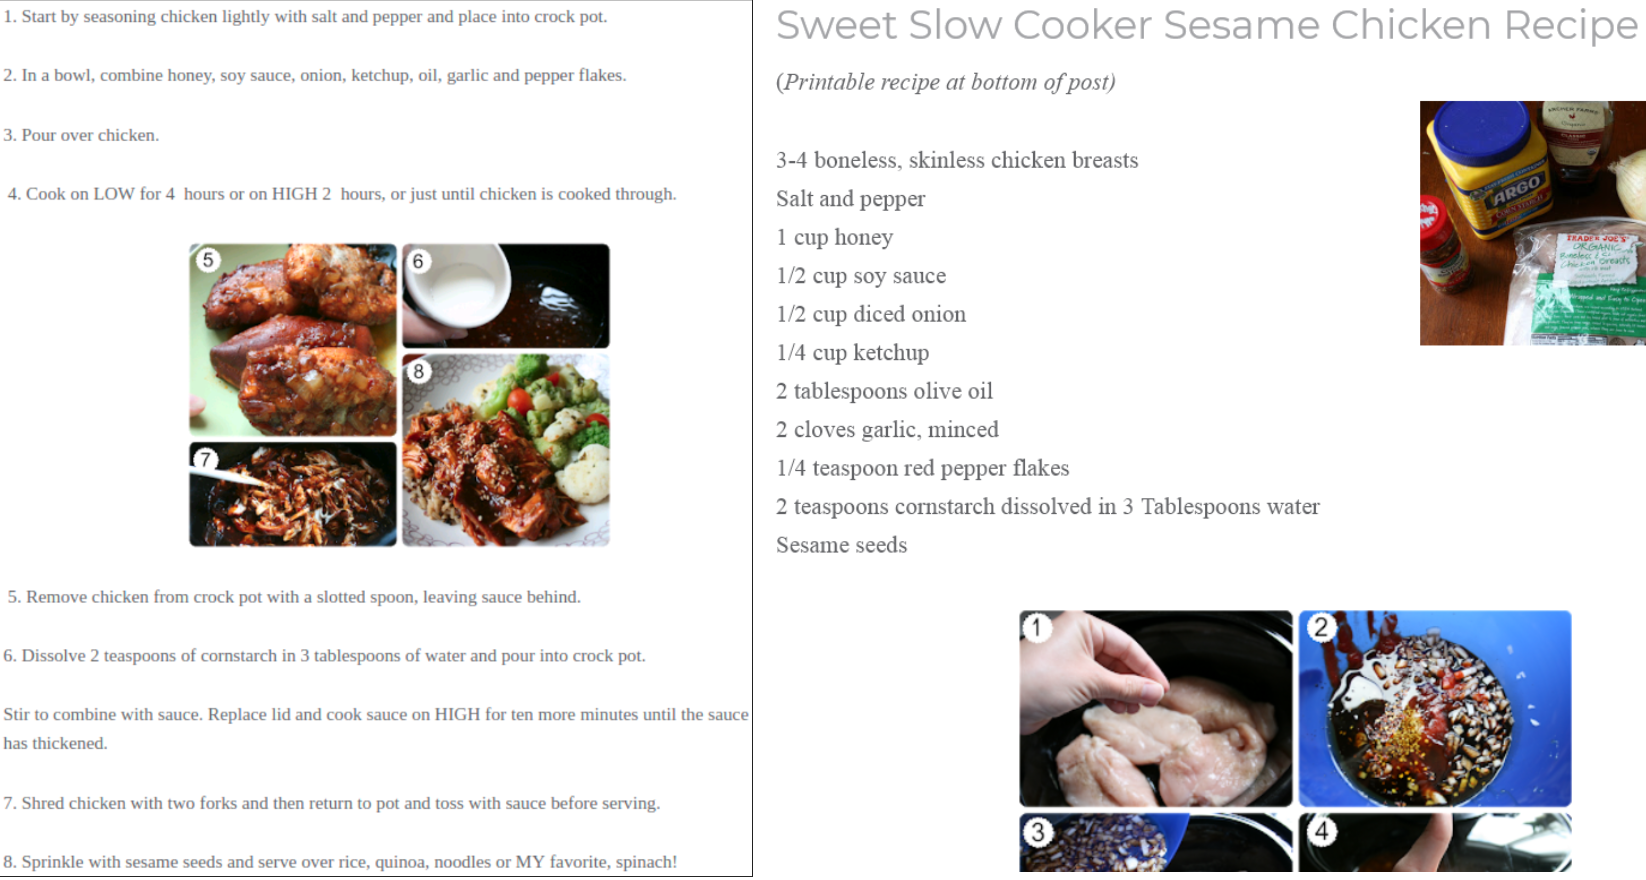 1. Start by seasoning chicken lightly with salt and pepper and place into crock pot.
2. In a bowl, combine honey, soy sauce, onion, ketchup, oil, garlic and pepper flakes.
3. Pour over chicken.
4. Cook on LOW for 4  hours or on HIGH 2  hours, or just until chicken is cooked through.
5
6
7
8
5. Remove chicken from crock pot with a slotted spoon, leaving sauce behind.
6. Dissolve 2 teaspoons of cornstarch in 3 tablespoons of water and pour into crock pot.
Stir to combine with sauce. Replace lid and cook sauce on HIGH for ten more minutes until the sauce
has thickened.
7. Shred chicken with two forks and then return to pot and toss with sauce before serving.
8. Sprinkle with sesame seeds and serve over rice, quinoa, noodles or MY favorite, spinach!
Sweet Slow Cooker Sesame Chicken Recipe
(Printable recipe at bottom of post)
3-4 boneless, skinless chicken breasts
Salt and pepper
1 cup honey
1/2 cup soy sauce
1/2 cup diced onion
1/4 cup ketchup
2 tablespoons olive oil
2 cloves garlic, minced
1/4 teaspoon red pepper flakes
2 teaspoons cornstarch dissolved in 3 Tablespoons water
Sesame seeds
ARGO
CORN STARCH
TRADER JOE'S
ORGANIC
Boneless
Chicken Breasts
1
2
3
4